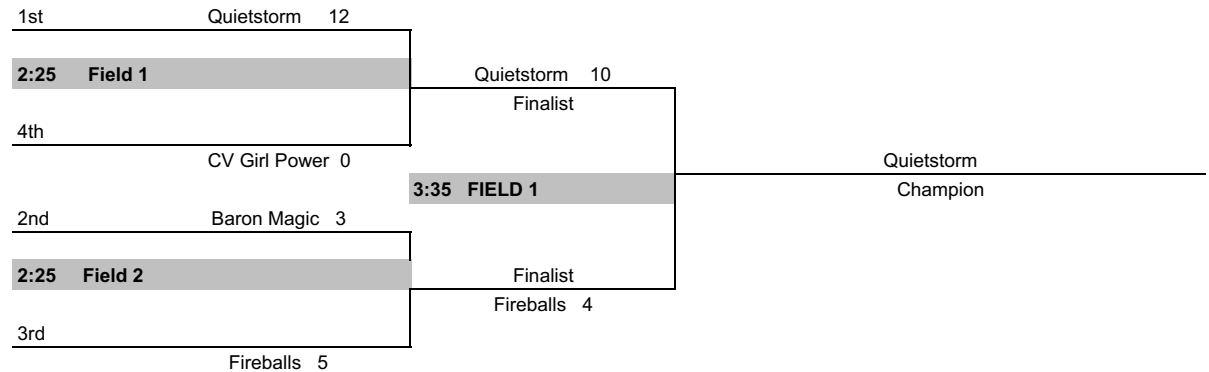 1st Quietstorm 12
2:25 Field 1
Quietstorm 10
Finalist
4th
CV Girl Power 0
Quietstorm
3:35 FIELD 1
Champion
2nd Baron Magic 3
2:25 Field 2
Finalist
Fireballs 4
3rd
Fireballs 5